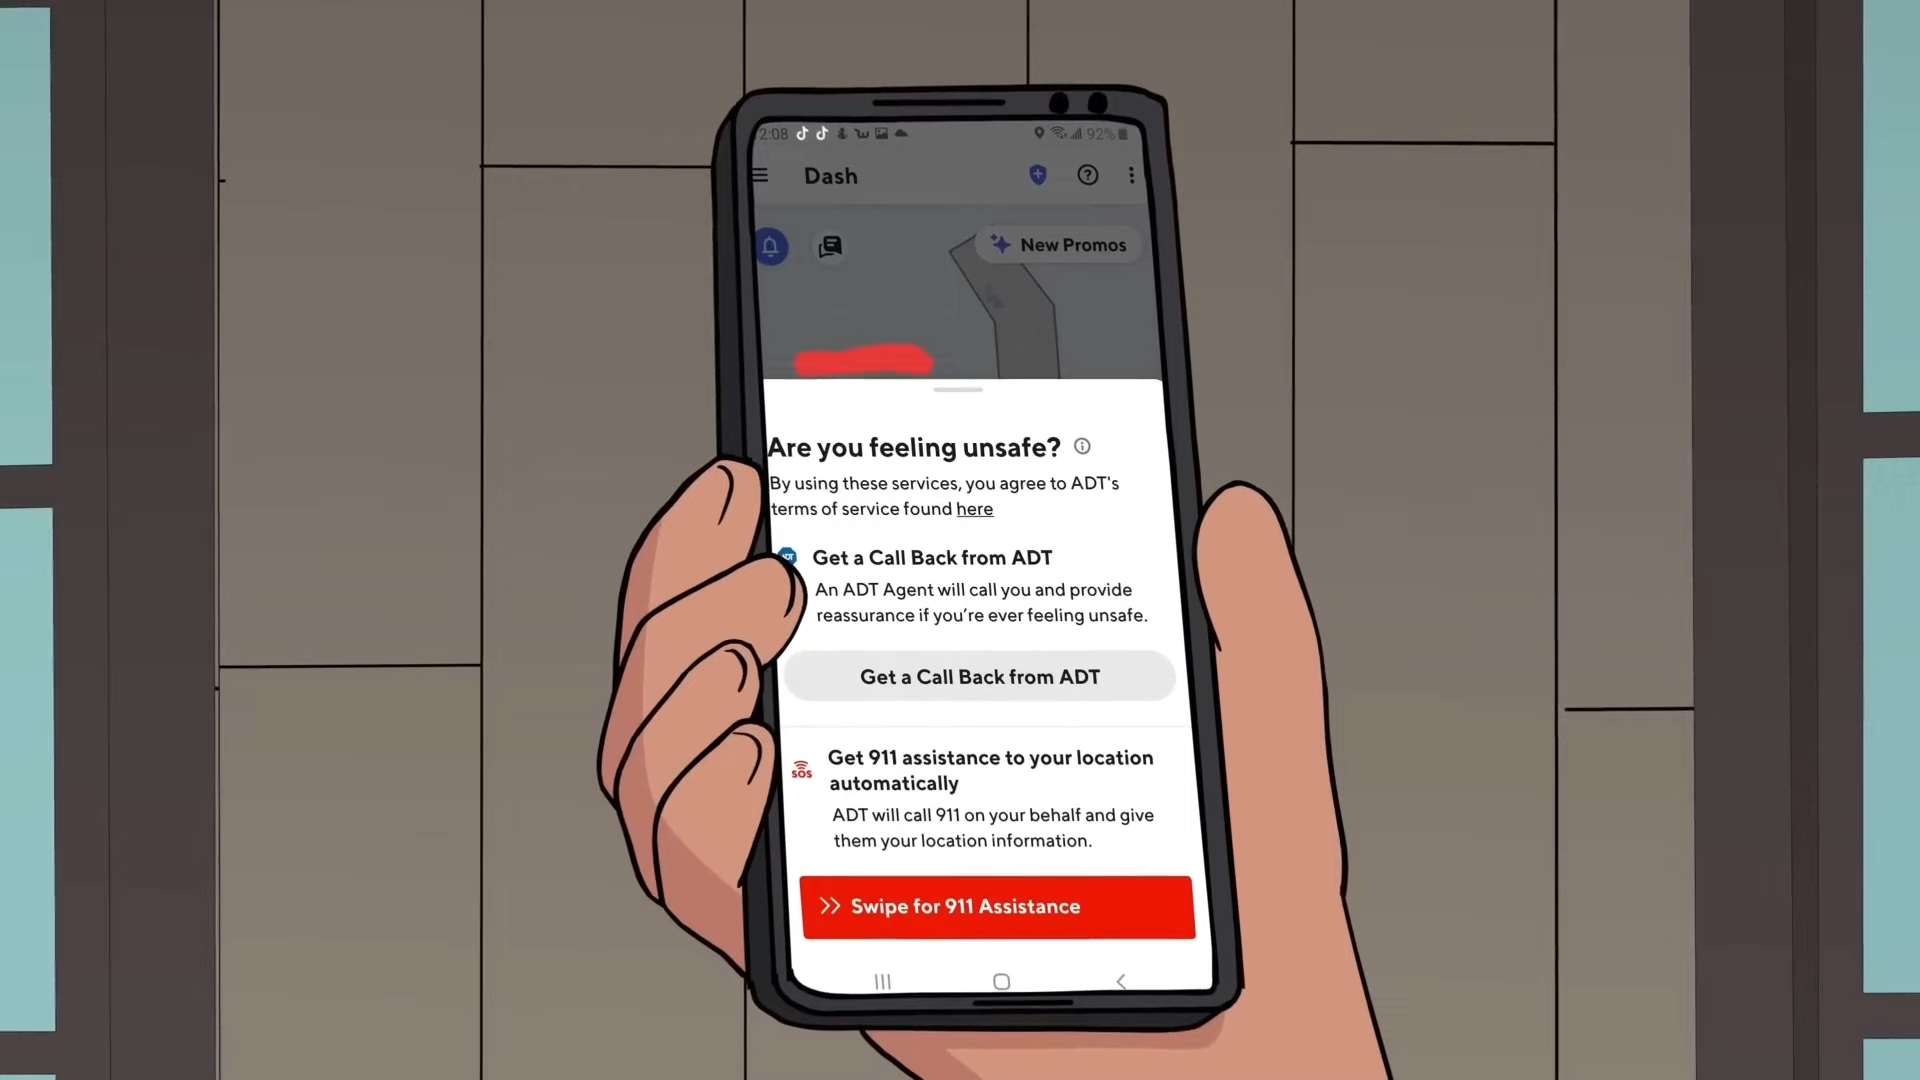 2:08
92%
Dash
New Promos
Are you feeling unsafe?
By using these services, you agree to ADT's
terms of service found here
ADT
Get a Call Back from ADT
An ADT Agent will call you and provide
reassurance if you're ever feeling unsafe.
Get a Call Back from ADT
SOS
Get 911 assistance to your location
automatically
ADT will call 911 on your behalf and give
them your location information.
Swipe for 911 Assistance